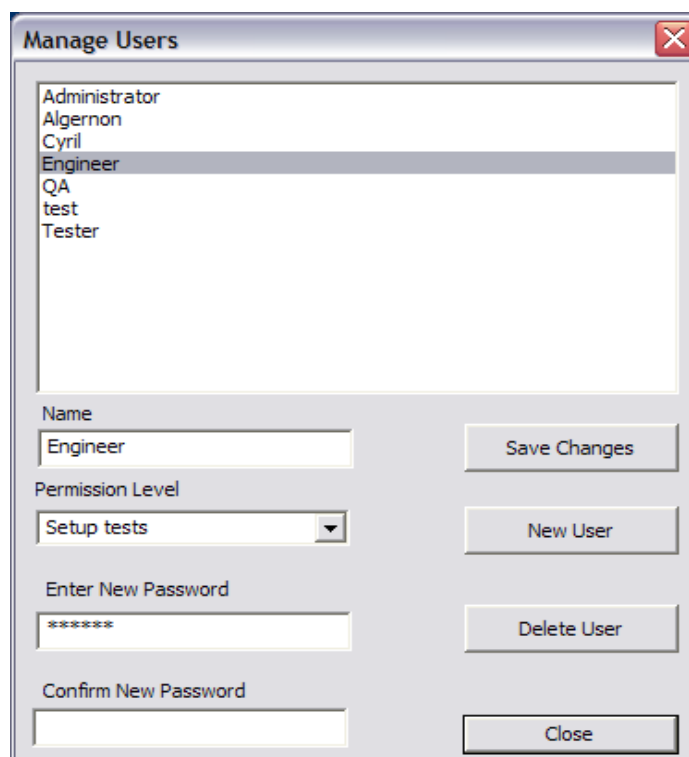 Manage Users
Administrator
Algernon
Cyril
Engineer
QA
test
Tester
Name
Engineer
Save Changes
Permission Level
Setup tests
New User
Enter New Password
******
Delete User
Confirm New Password
Close